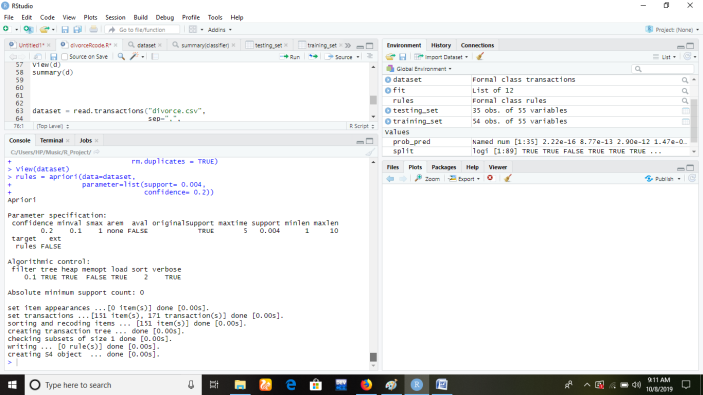 RStudio
File Edit Code View Plots Session Build Debug Profile Tools Help
Go to file/function
Addins
Project: (None)
Untitled1*
divorceRcode.R*
dataset
summary(classifier)
testing_set
training_set
Source on Save
Run
Source
57 View(d)
58 summary(d)
59
60
61
62
63 dataset = read.transactions("divorce.csv",
64 sep=",",
76:1 (Top Level) R Script
Console Terminal Jobs
C:/Users/HP/Music/R_Project/
+ rm.duplicates = TRUE)
> View(dataset)
> rules = apriori(data=dataset,
+ parameter=list(support= 0.004,
+ confidence= 0.2))
Apriori
Parameter specification:
confidence minval smax arem aval originalSupport maxtime support minlen maxlen
0.2 0.1 1 none FALSE TRUE 5 0.004 1 10
target ext
rules FALSE
Algorithmic control:
filter tree heap memopt load sort verbose
0.1 TRUE TRUE FALSE TRUE 2 TRUE
Absolute minimum support count: 0
set item appearances ...[0 item(s)] done [0.00s].
set transactions ...[151 item(s), 171 transaction(s)] done [0.00s].
sorting and recoding items ... [151 item(s)] done [0.00s].
creating transaction tree ... done [0.00s].
checking subsets of size 1 done [0.00s].
writing ... [0 rule(s)] done [0.00s].
creating S4 object ... done [0.00s].
>
Environment History Connections
Import Dataset
List
Global Environment
dataset Formal class transactions
fit List of 12
rules Formal class rules
testing_set 35 obs. of 55 variables
training_set 54 obs. of 55 variables
values
prob_pred Named num [1:35] 2.22e-16 8.77e-13 2.90e-12 1.47e-0…
split logi [1:89] TRUE TRUE FALSE TRUE TRUE TRUE ...
Files Plots Packages Help Viewer
Zoom Export Publish
Type here to search
9:11 AM
10/8/2019